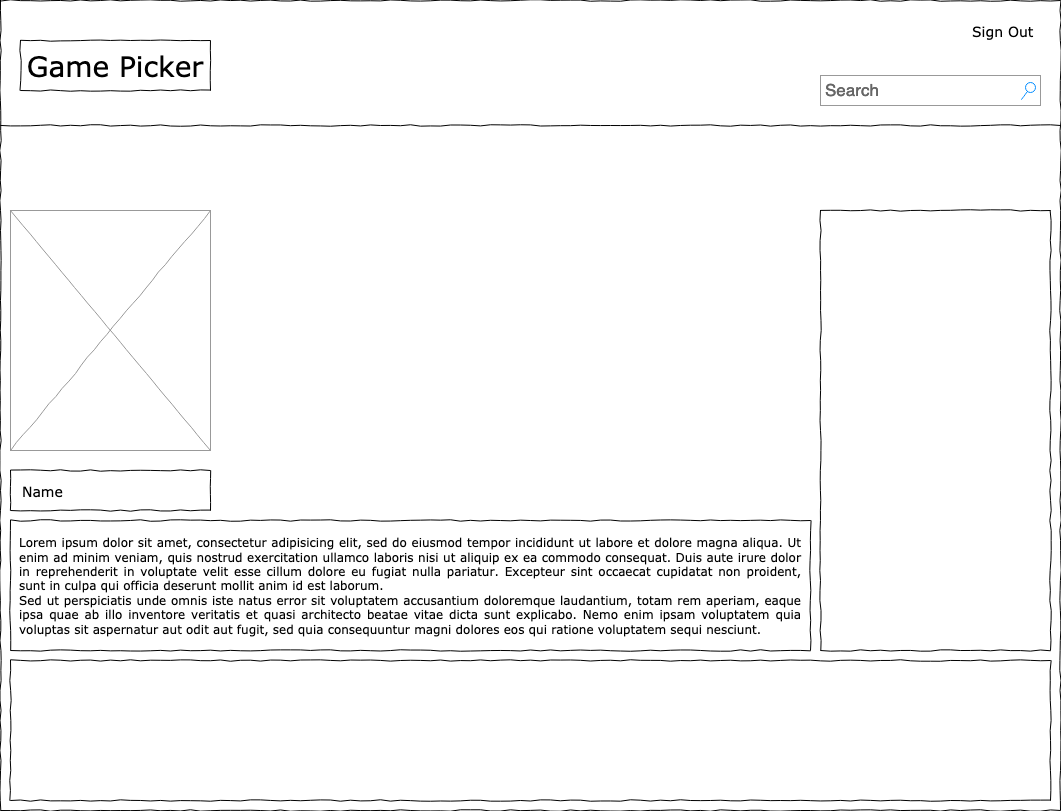 Sign Out
Game Picker
Search
Name
Lorem ipsum dolor sit amet, consectetur adipisicing elit, sed do eiusmod tempor incididunt ut labore et dolore magna aliqua. Ut
enim ad minim veniam, quis nostrud exercitation ullamco laboris nisi ut aliquip ex ea commodo consequat. Duis aute irure dolor
in reprehenderit in voluptate velit esse cillum dolore eu fugiat nulla pariatur. Excepteur sint occaecat cupidatat non proident,
sunt in culpa qui officia deserunt mollit anim id est laborum.
Sed ut perspiciatis unde omnis iste natus error sit voluptatem accusantium doloremque laudantium, totam rem aperiam, eaque
ipsa quae ab illo inventore veritatis et quasi architecto beatae vitae dicta sunt explicabo. Nemo enim ipsam voluptatem quia
voluptas sit aspernatur aut odit aut fugit, sed quia consequuntur magni dolores eos qui ratione voluptatem sequi nesciunt.